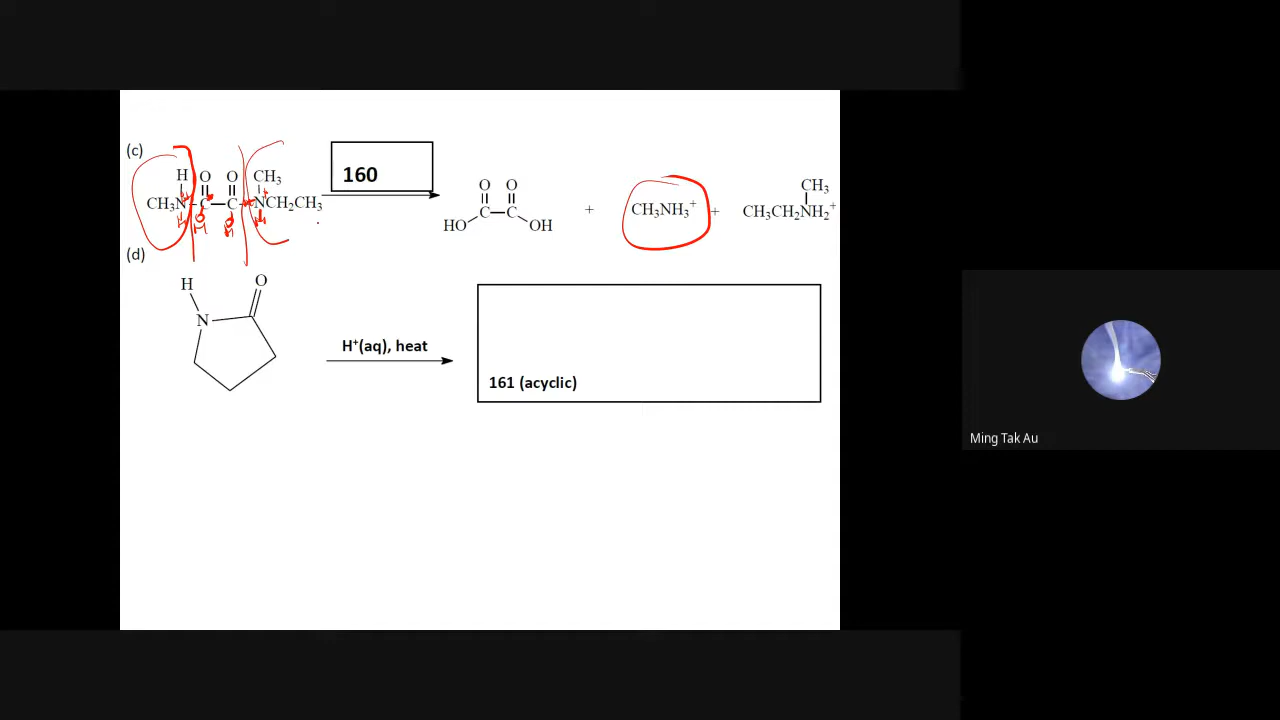 (c)
H O O CH₃
CH₃N C C NCH₂CH₃
160
O O
HO C C OH
+
CH₃NH₃⁺
+
CH₃
CH₃CH₂NH₂⁺
(d)
H O
N
H⁺(aq), heat
161 (acyclic)
Ming Tak Au